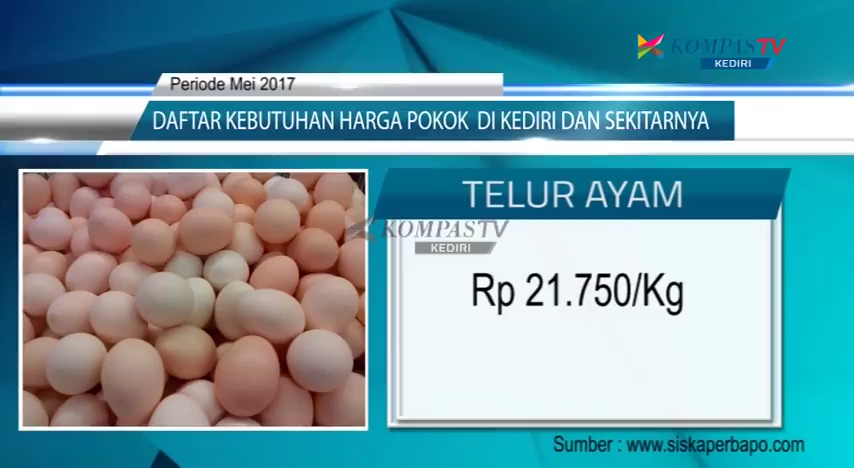 KOMPASTV
KEDIRI
Periode Mei 2017
DAFTAR KEBUTUHAN HARGA POKOK DI KEDIRI DAN SEKITARNYA
TELUR AYAM
KOMPASTV
KEDIRI
Rp 21.750/Kg
Sumber : www.siskaperbapo.com